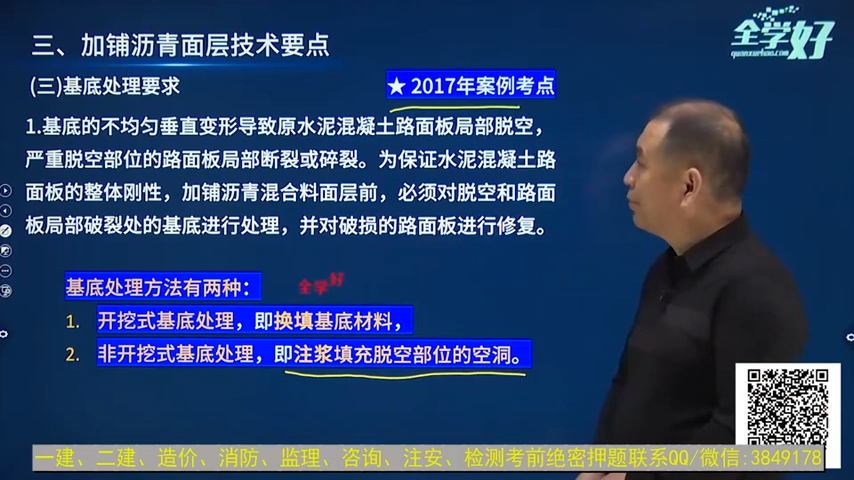 三、加铺沥青面层技术要点
全学好
quanxuehao.com
(三)基底处理要求
★ 2017年案例考点
1.基底的不均匀垂直变形导致原水泥混凝土路面板局部脱空，
严重脱空部位的路面板局部断裂或碎裂。为保证水泥混凝土路
面板的整体刚性，加铺沥青混合料面层前，必须对脱空和路面
板局部破裂处的基底进行处理，并对破损的路面板进行修复。
基底处理方法有两种：
全学好
1. 开挖式基底处理，即换填基底材料，
2. 非开挖式基底处理，即注浆填充脱空部位的空洞。
一建、二建、造价、消防、监理、咨询、注安、检测考前绝密押题联系QQ/微信:3849178